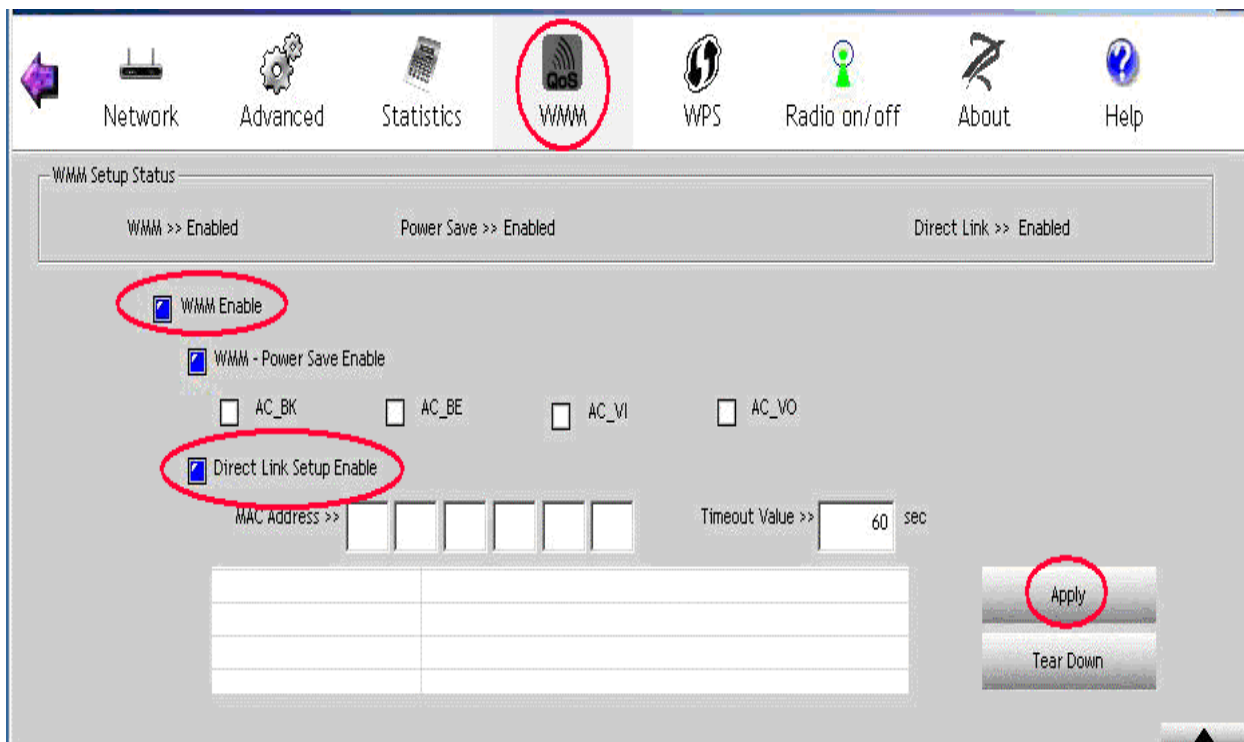 QoS
Network Advanced Statistics WMM WPS Radio on/off About Help
WMM Setup Status
WMM >> Enabled Power Save >> Enabled Direct Link >> Enabled
WMM Enable
WMM - Power Save Enable
AC_BK AC_BE AC_VI AC_VO
Direct Link Setup Enable
MAC Address >> Timeout Value >> 60 sec
Apply
Tear Down